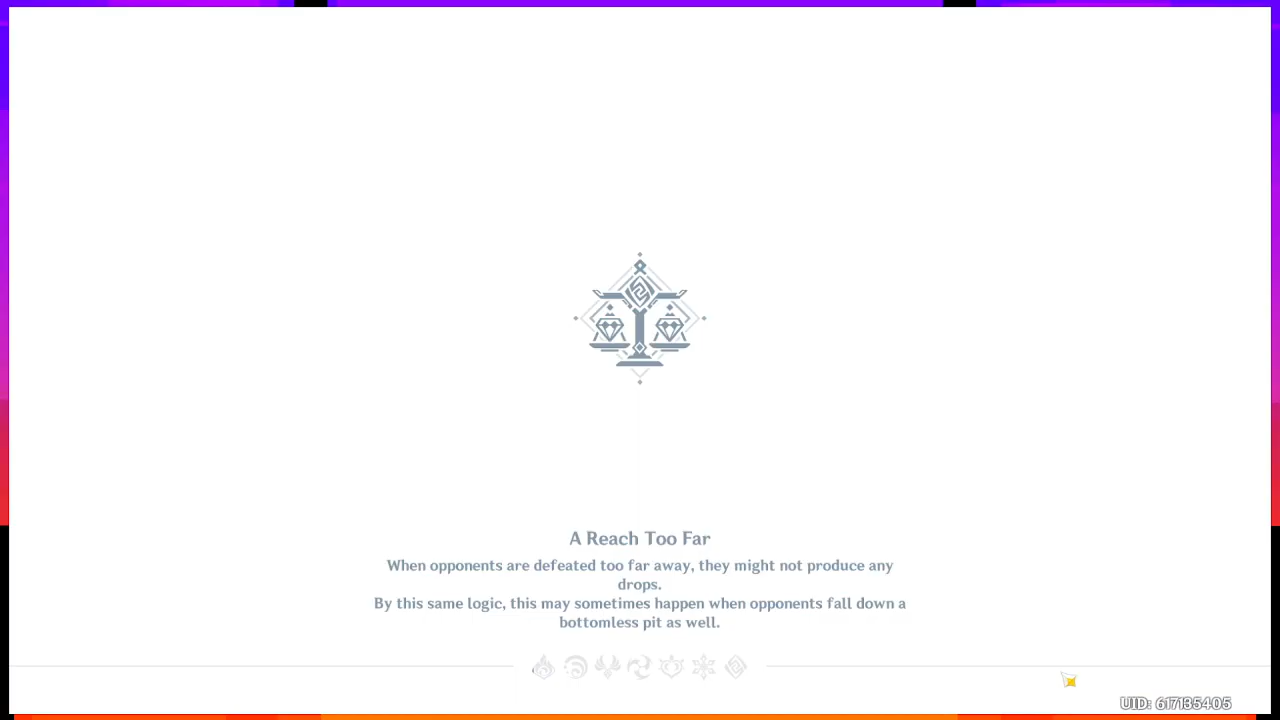 A Reach Too Far
When opponents are defeated too far away, they might not produce any
drops.
By this same logic, this may sometimes happen when opponents fall down a
bottomless pit as well.
UID: 617135405